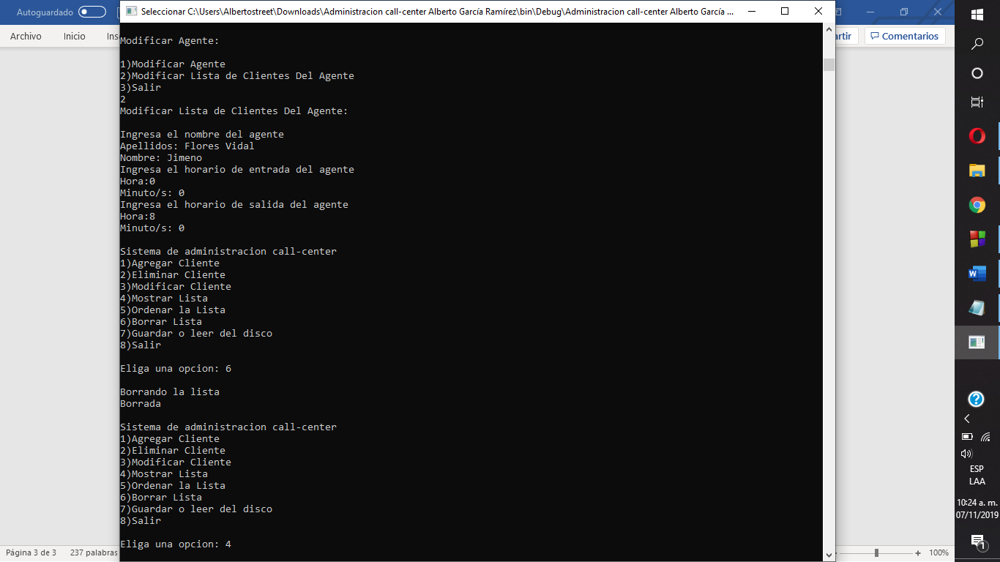 Autoguardado
Seleccionar C:\Users\Albertostreet\Downloads\Administracion call-center Alberto García Ramírez\bin\Debug\Administracion call-center Alberto García ...
Archivo Inicio Ins
artir Comentarios
Modificar Agente:
1)Modificar Agente
2)Modificar Lista de Clientes Del Agente
3)Salir
2
Modificar Lista de Clientes Del Agente:
Ingresa el nombre del agente
Apellidos: Flores Vidal
Nombre: Jimeno
Ingresa el horario de entrada del agente
Hora:0
Minuto/s: 0
Ingresa el horario de salida del agente
Hora:8
Minuto/s: 0
Sistema de administracion call-center
1)Agregar Cliente
2)Eliminar Cliente
3)Modificar Cliente
4)Mostrar Lista
5)Ordenar la Lista
6)Borrar Lista
7)Guardar o leer del disco
8)Salir
Eliga una opcion: 6
Borrando la lista
Borrada
Sistema de administracion call-center
1)Agregar Cliente
2)Eliminar Cliente
3)Modificar Cliente
4)Mostrar Lista
5)Ordenar la Lista
6)Borrar Lista
7)Guardar o leer del disco
8)Salir
Eliga una opcion: 4
Página 3 de 3 237 palabras
100%
ESP
LAA
10:24 a. m.
07/11/2019
1